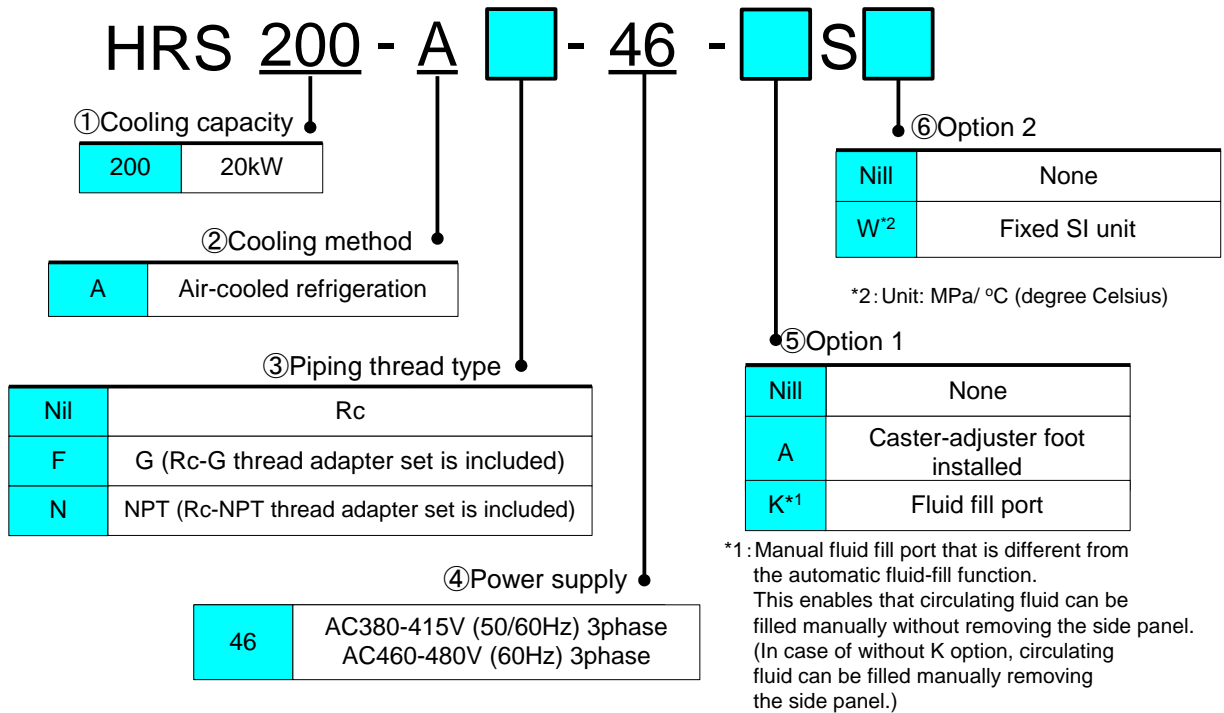 HRS 200 - A - 46 - S
①Cooling capacity
200 20kW
②Cooling method
A Air-cooled refrigeration
③Piping thread type
Nil Rc
F G (Rc-G thread adapter set is included)
N NPT (Rc-NPT thread adapter set is included)
④Power supply
46 AC380-415V (50/60Hz) 3phase
AC460-480V (60Hz) 3phase
⑥Option 2
Nill None
W*2 Fixed SI unit
*2:Unit: MPa/ ºC (degree Celsius)
⑤Option 1
Nill None
A Caster-adjuster foot
installed
K*1 Fluid fill port
*1:Manual fluid fill port that is different from
the automatic fluid-fill function.
This enables that circulating fluid can be
filled manually without removing the side panel.
(In case of without K option, circulating
fluid can be filled manually removing
the side panel.)